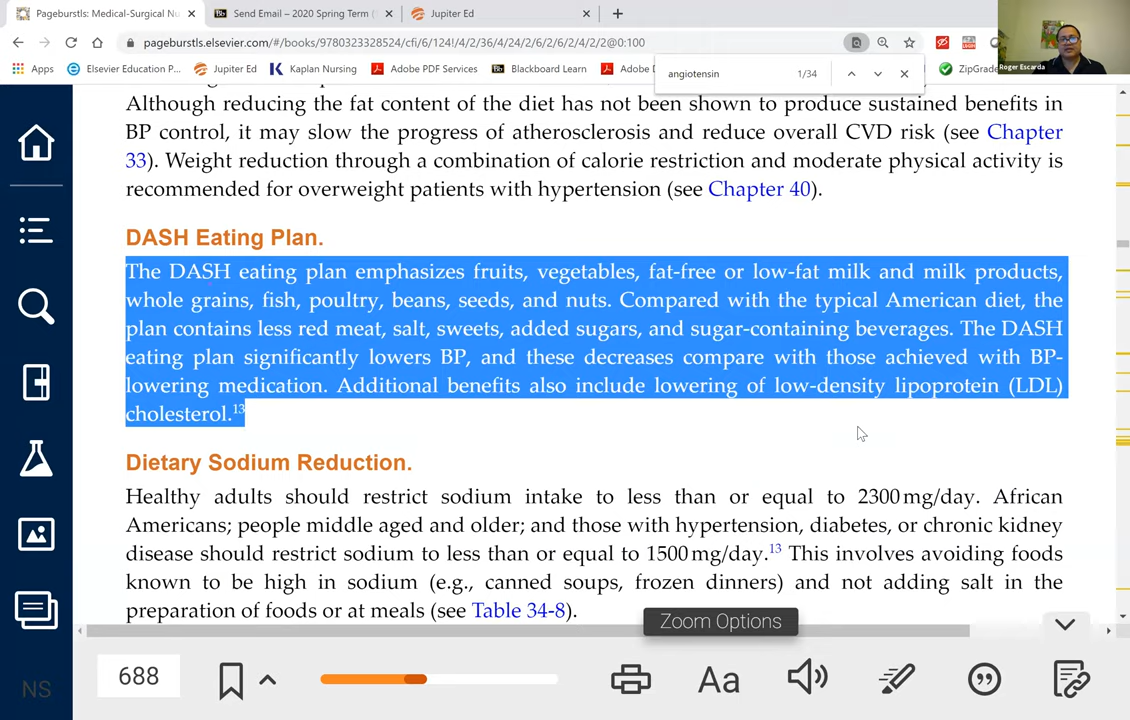 Pageburstls: Medical-Surgical Nu
Send Email – 2020 Spring Term (
Jupiter Ed
pageburstls.elsevier.com/#/books/9780323328524/cfi/6/124!/4/2/36/4/24/2/6/2/6/2/4/2/2@0:100
Roger Escarda
Apps
Elsevier Education P...
Jupiter Ed
Kaplan Nursing
Adobe PDF Services
Blackboard Learn
Adobe D
angiotensin
1/34
ZipGrade
Although reducing the fat content of the diet has not been shown to produce sustained benefits in
BP control, it may slow the progress of atherosclerosis and reduce overall CVD risk (see Chapter
33). Weight reduction through a combination of calorie restriction and moderate physical activity is
recommended for overweight patients with hypertension (see Chapter 40).
DASH Eating Plan.
The DASH eating plan emphasizes fruits, vegetables, fat-free or low-fat milk and milk products,
whole grains, fish, poultry, beans, seeds, and nuts. Compared with the typical American diet, the
plan contains less red meat, salt, sweets, added sugars, and sugar-containing beverages. The DASH
eating plan significantly lowers BP, and these decreases compare with those achieved with BP-
lowering medication. Additional benefits also include lowering of low-density lipoprotein (LDL)
cholesterol.13
Dietary Sodium Reduction.
Healthy adults should restrict sodium intake to less than or equal to 2300 mg/day. African
Americans; people middle aged and older; and those with hypertension, diabetes, or chronic kidney
disease should restrict sodium to less than or equal to 1500 mg/day.13 This involves avoiding foods
known to be high in sodium (e.g., canned soups, frozen dinners) and not adding salt in the
preparation of foods or at meals (see Table 34-8).
Zoom Options
NS
688
Aa